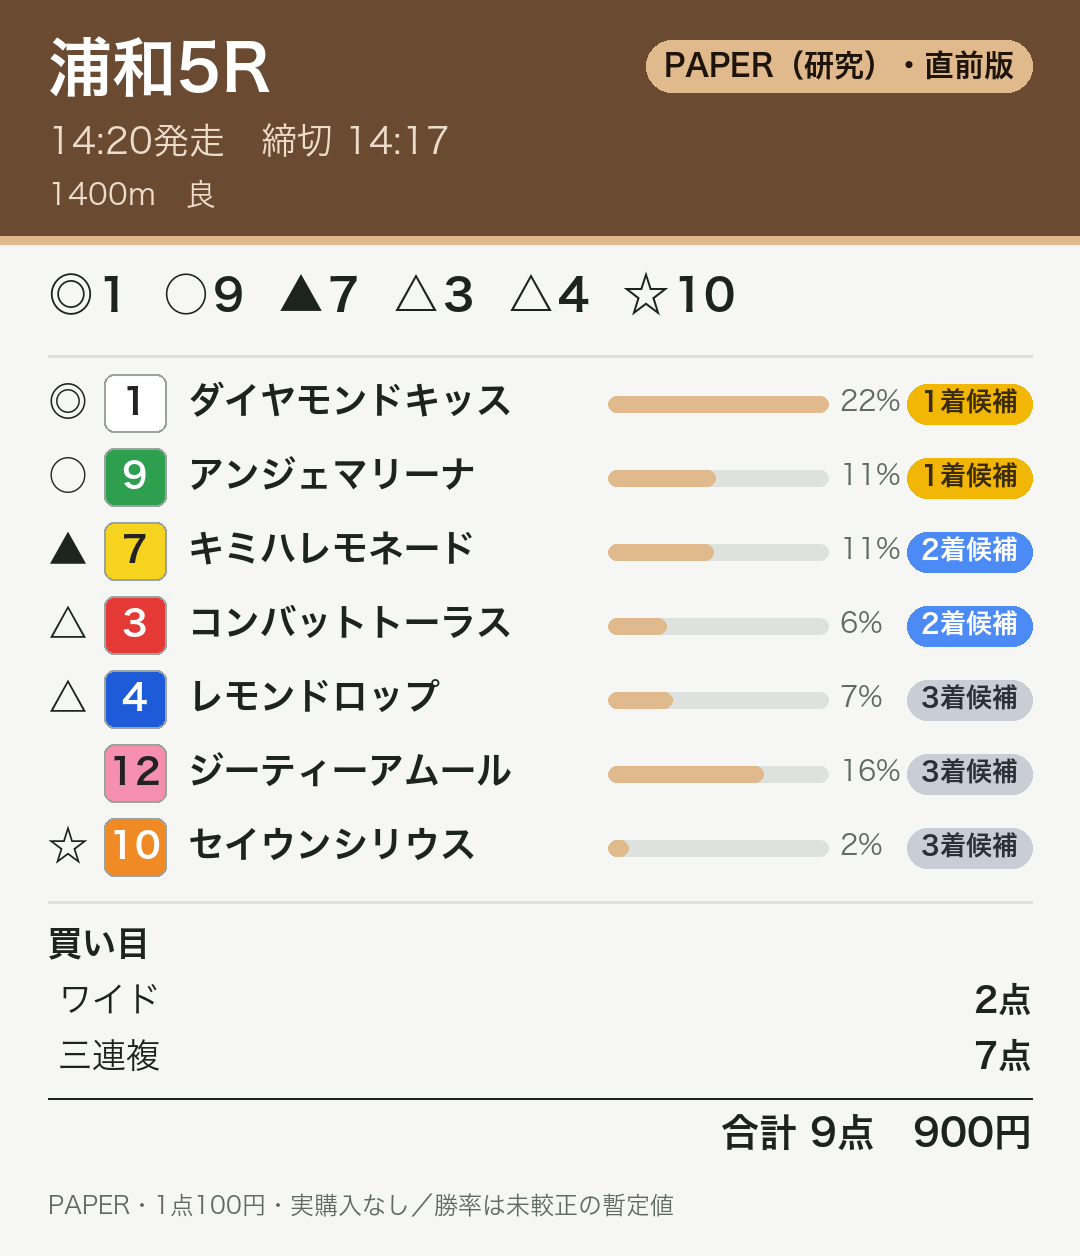 浦和5R
PAPER（研究）・直前版
14:20発走　締切 14:17
1400m　良
◎1 ○9 ▲7 △3 △4 ☆10
◎ 1 ダイヤモンドキッス 22% 1着候補
○ 9 アンジェマリーナ 11% 1着候補
▲ 7 キミハレモネード 11% 2着候補
△ 3 コンバットトーラス 6% 2着候補
△ 4 レモンドロップ 7% 3着候補
12 ジーティーアムール 16% 3着候補
☆ 10 セイウンシリウス 2% 3着候補
買い目
ワイド 2点
三連複 7点
合計 9点　900円
PAPER・1点100円・実購入なし／勝率は未較正の暫定値